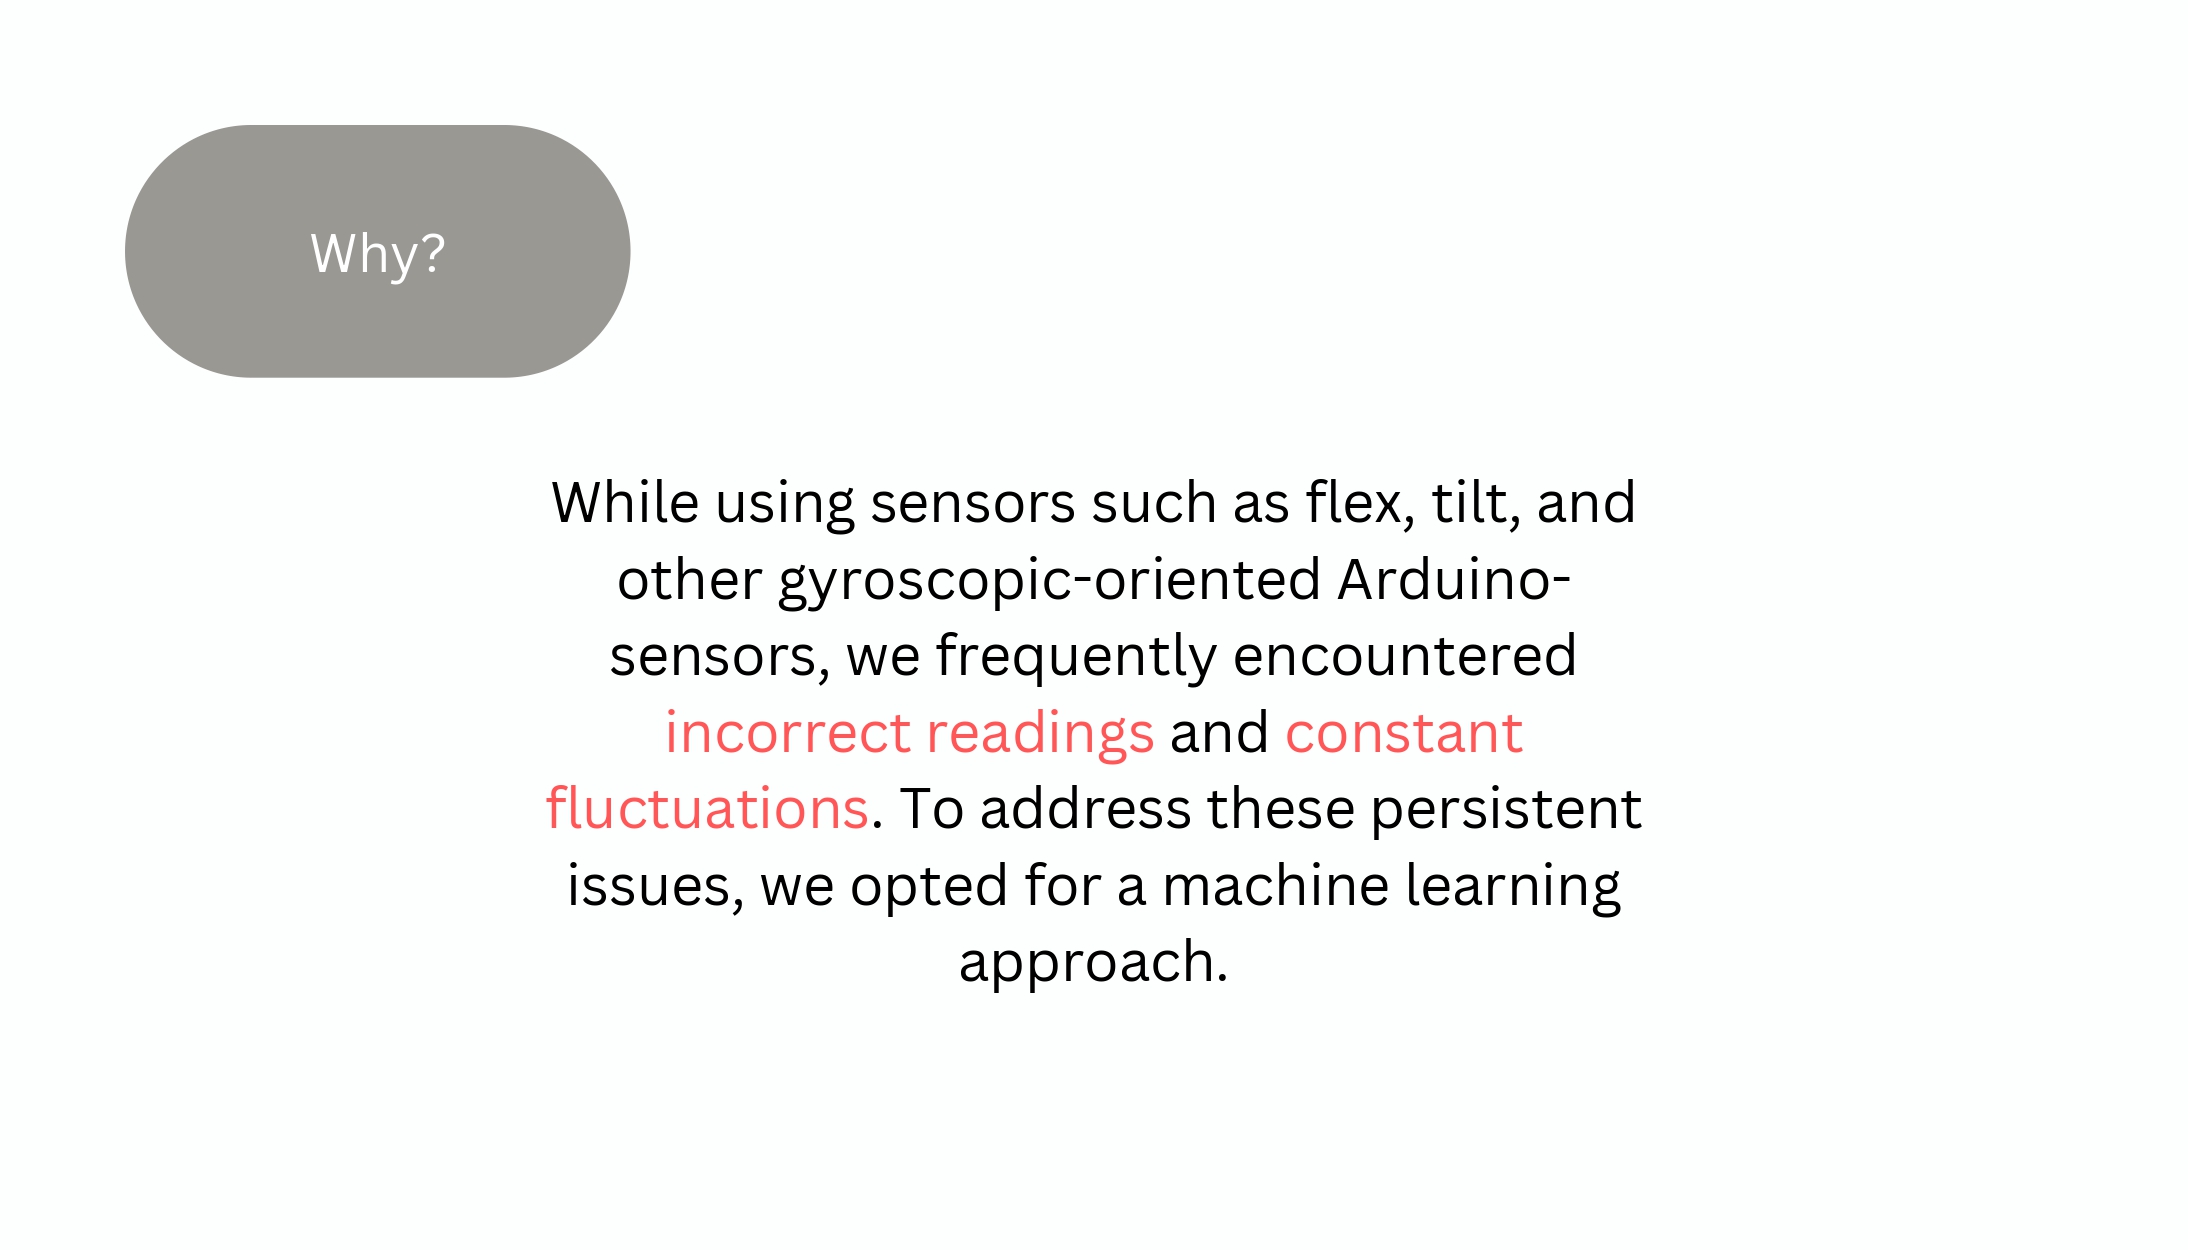 Why?
While using sensors such as flex, tilt, and
other gyroscopic-oriented Arduino-
sensors, we frequently encountered
incorrect readings and constant
fluctuations. To address these persistent
issues, we opted for a machine learning
approach.